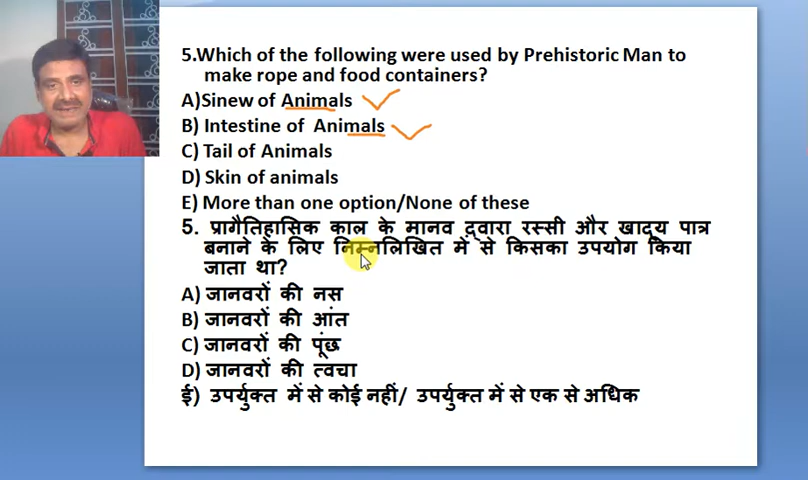 5.Which of the following were used by Prehistoric Man to
make rope and food containers?
A)Sinew of Animals
B) Intestine of Animals
C) Tail of Animals
D) Skin of animals
E) More than one option/None of these
5. प्रागैतिहासिक काल के मानव द्वारा रस्सी और खाद्य पात्र
बनाने के लिए निम्नलिखित में से किसका उपयोग किया
जाता था?
A) जानवरों की नस
B) जानवरों की आंत
C) जानवरों की पूंछ
D) जानवरों की त्वचा
ई) उपर्युक्त में से कोई नहीं/ उपर्युक्त में से एक से अधिक